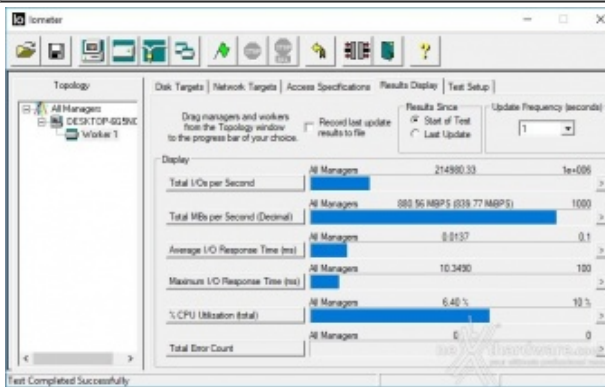 Iometer
Topology
All Managers
Worker 1
Disk Targets
Network Targets
Access Specifications
Results Display
Test Setup
Drag managers and workers
from the Topology window
to the progress bar of your choice.
Record last update
results to file
Results Since
Start of Test
Last Update
Update Frequency (seconds)
1
Display
All Managers 214980.33 1e+006
Total I/Os per Second
All Managers 880.56 MBPS (839.77 MiBPS) 1000
Total MBs per Second (Decimal)
All Managers 0.0137 0.1
Average I/O Response Time (ms)
All Managers 10.3490 100
Maximum I/O Response Time (ms)
All Managers 6.40 % 10 %
% CPU Utilization (total)
All Managers 0 0
Total Error Count
Test Completed Successfully